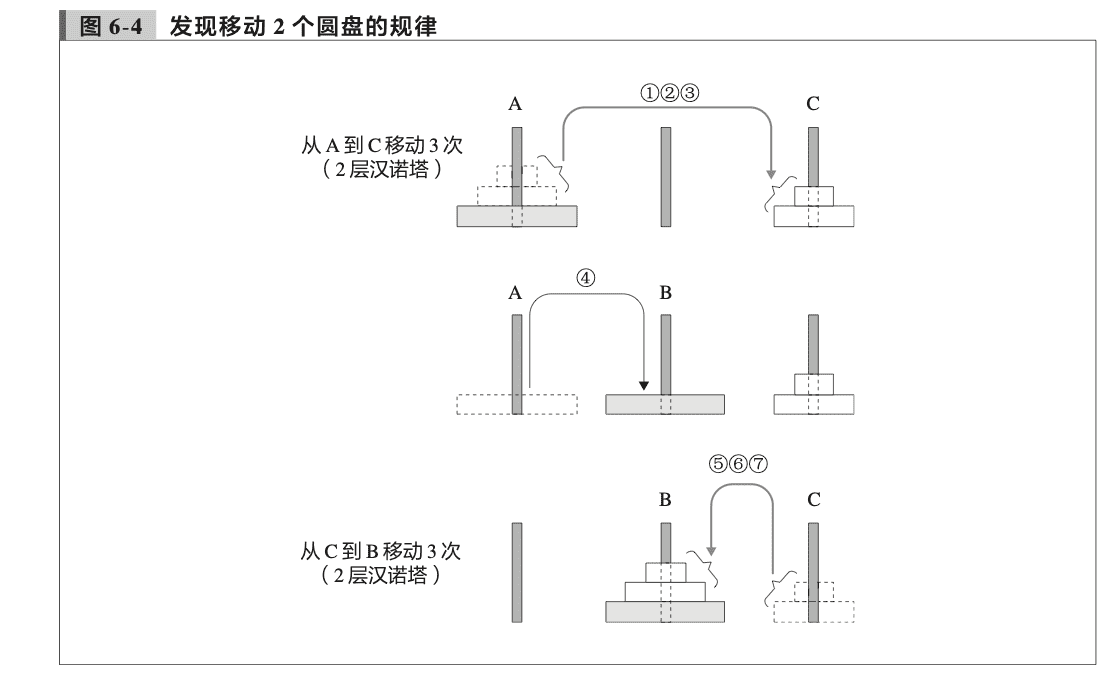 图 6-4 发现移动 2 个圆盘的规律
①②③
A C
从 A 到 C 移动 3 次
（ 2 层汉诺塔 ）
④
A B
⑤⑥⑦
B C
从 C 到 B 移动 3 次
（ 2 层汉诺塔 ）